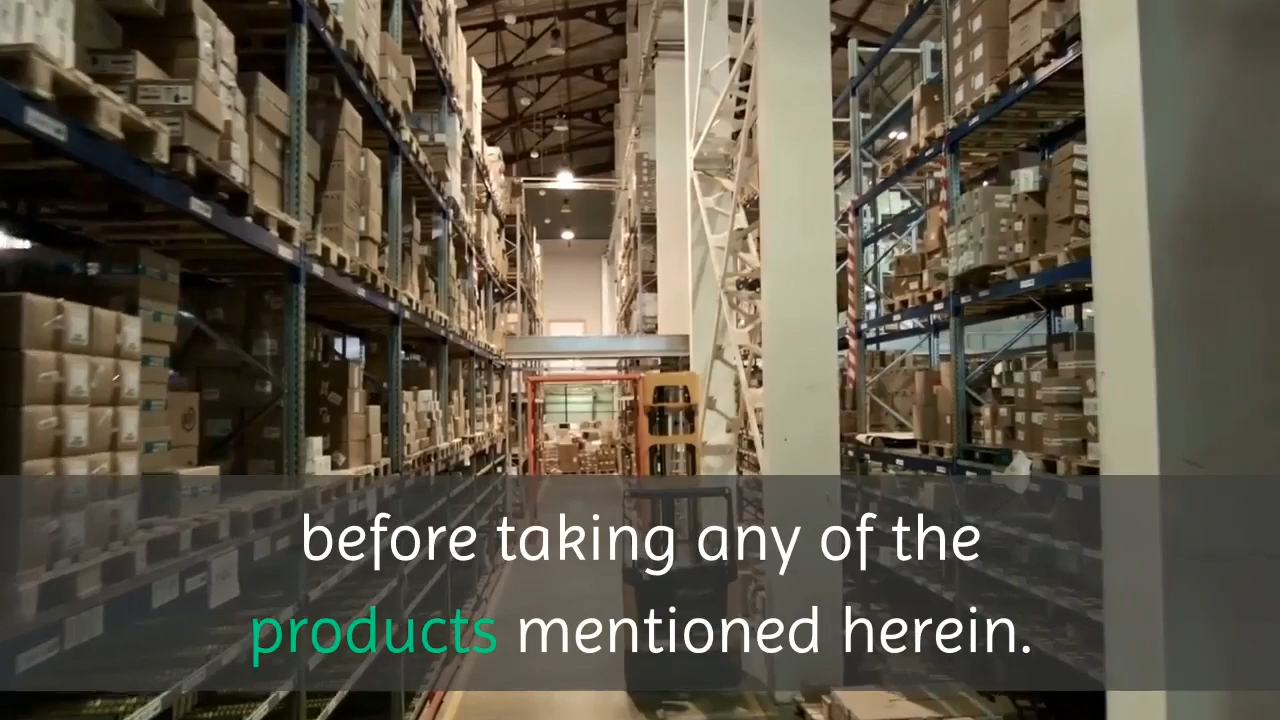 before taking any of the
products mentioned herein.